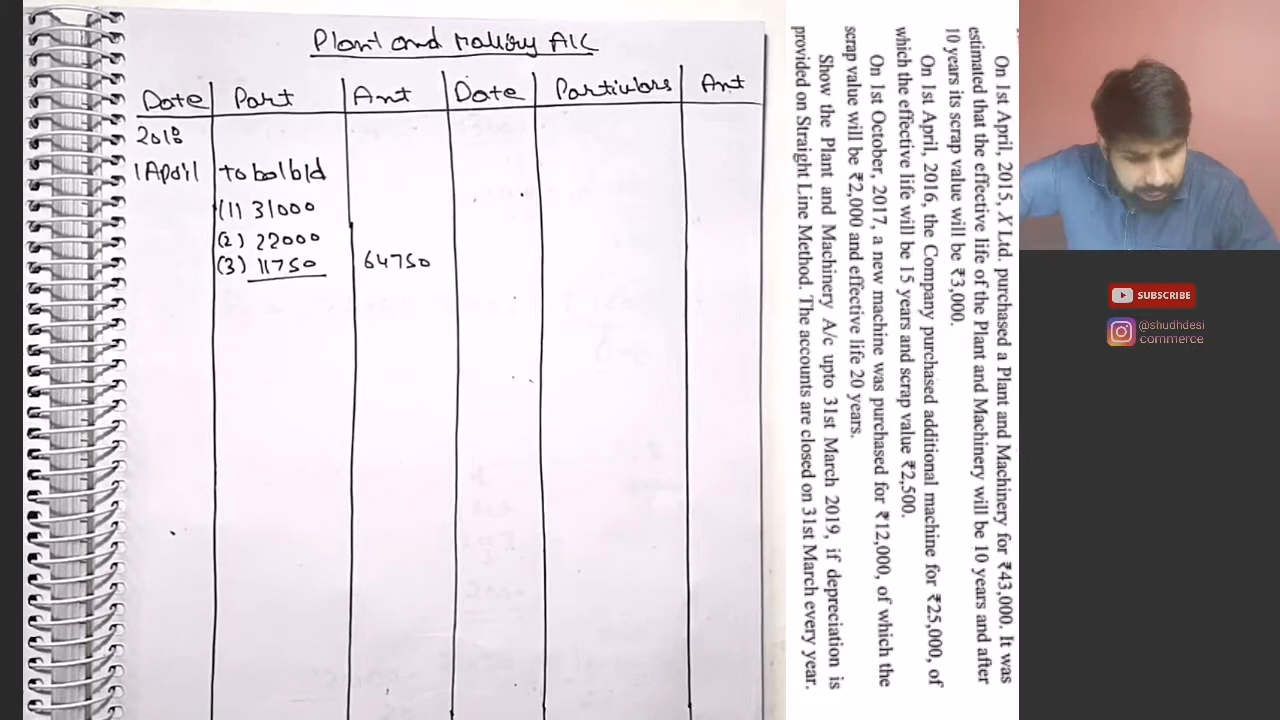 Plant and Mabisy A/C
Date Part Amt Date Particulars Amt
2018
1 April to bal b/d
(1) 31000
(2) 22000
(3) 11750 64750
On 1st April, 2015, X Ltd. purchased a Plant and Machinery for ₹43,000. It was
estimated that the effective life of the Plant and Machinery will be 10 years and after
10 years its scrap value will be ₹3,000.
On 1st April, 2016, the Company purchased additional machine for ₹25,000, of
which the effective life will be 15 years and scrap value ₹2,500.
On 1st October, 2017, a new machine was purchased for ₹12,000, of which the
scrap value will be ₹2,000 and effective life 20 years.
Show the Plant and Machinery A/c upto 31st March 2019, if depreciation is
provided on Straight Line Method. The accounts are closed on 31st March every year.
SUBSCRIBE
@shudhdesi
commerce